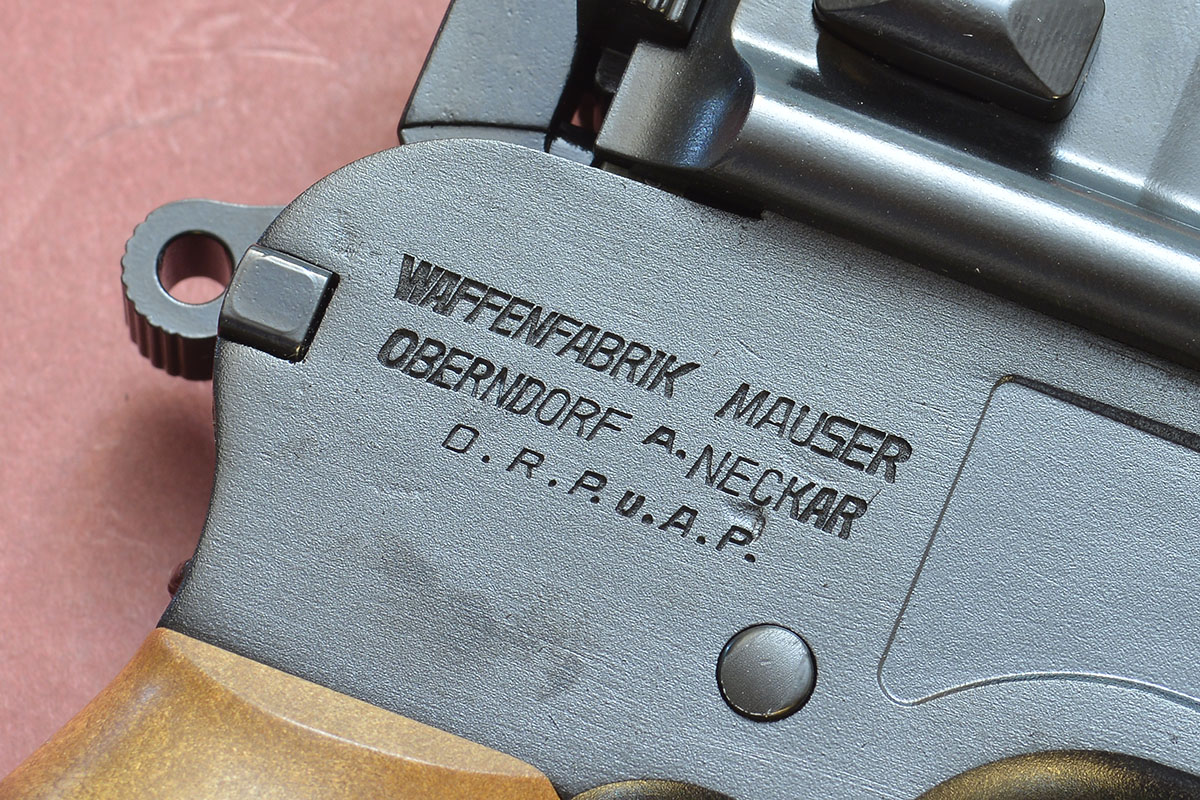 WAFFENFABRIK MAUSER
OBERNDORF A.NECKAR
D.R.P.U.A.P.